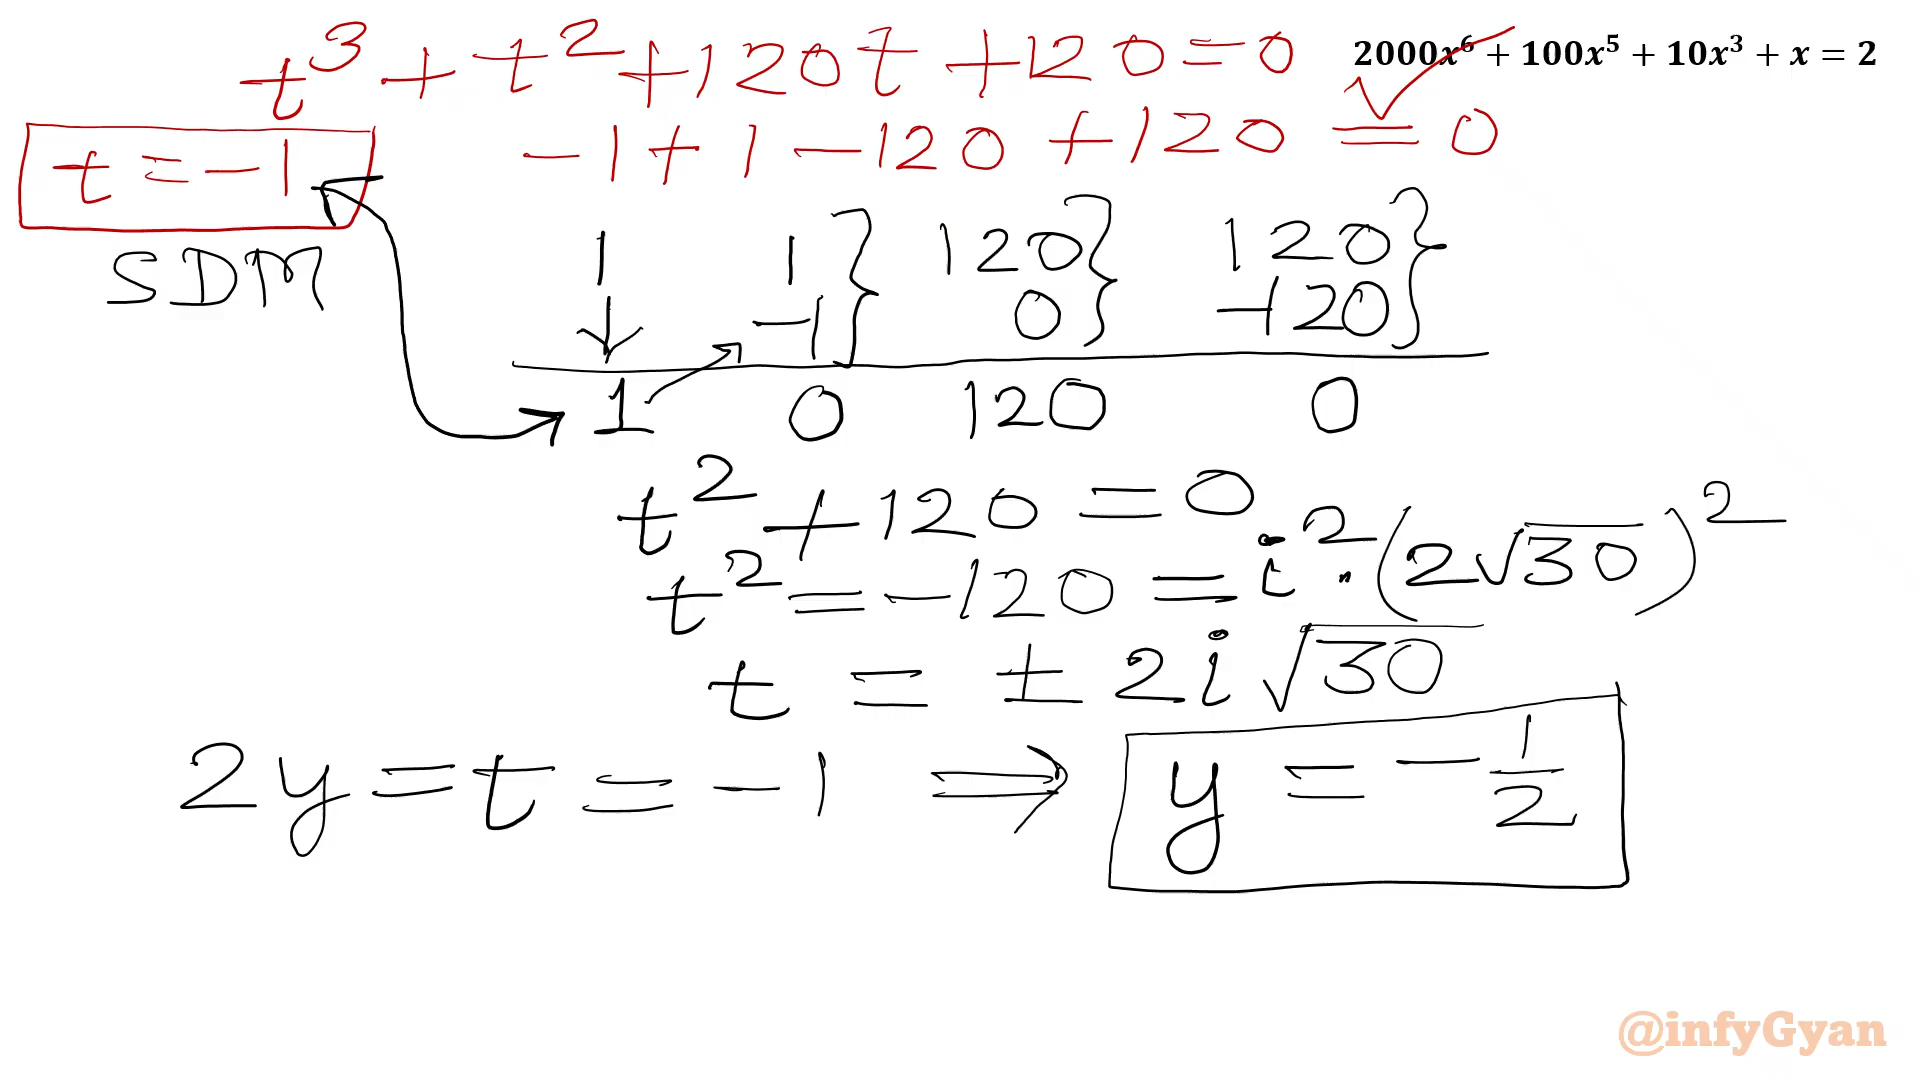 t³ + t² + 120t + 120 = 0
2000x⁶ + 100x⁵ + 10x³ + x = 2
-1 + 1 - 120 + 120 = 0
t = -1
SDM
1 1 120 120
-1 0 -120
1 0 120 0
t² + 120 = 0
t² = -120 = i² · (2√30)²
t = ± 2i √30
2y = t = -1 ⟹ y = -1/2
@infyGyan